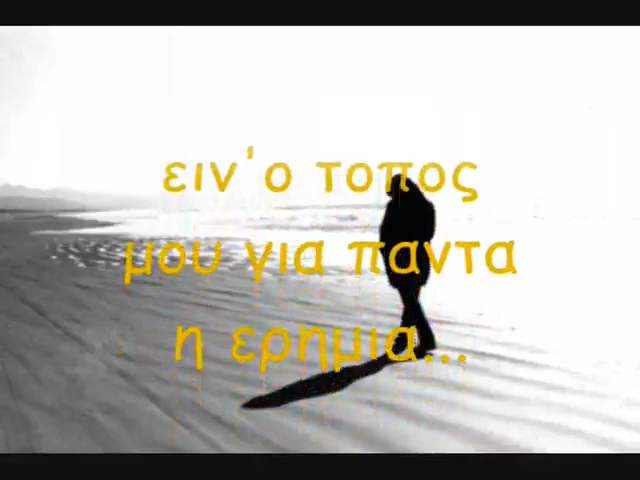 ειν΄ο τοπος
μου για παντα
η ερημια...